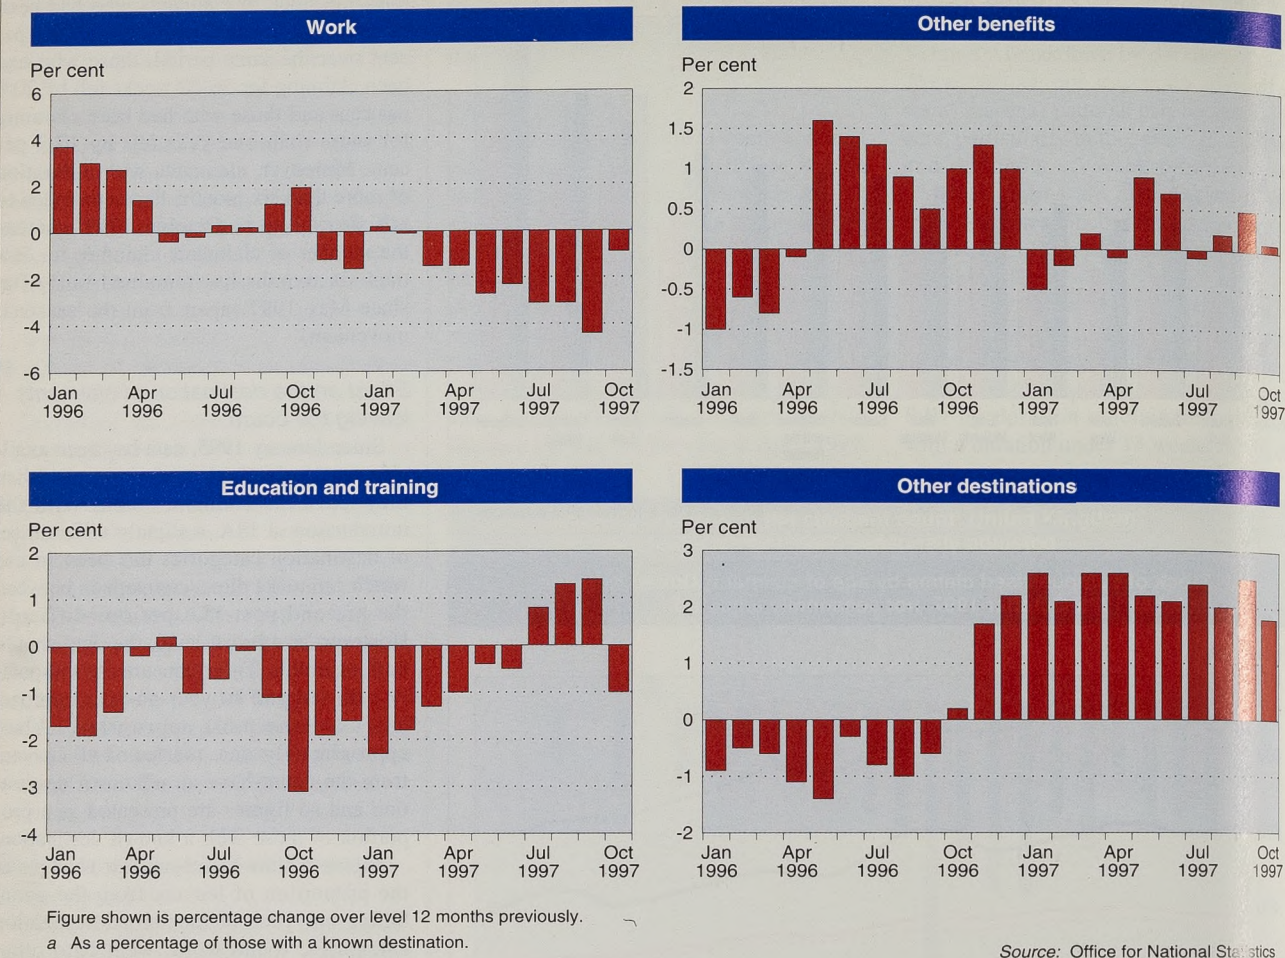 Work
Per cent
6
4
2
0
-2
-4
-6
Jan Apr Jul Oct Jan Apr Jul Oct
1996 1996 1996 1996 1997 1997 1997 1997
Other benefits
Per cent
2
1.5
1
0.5
0
-0.5
-1
-1.5
Jan Apr Jul Oct Jan Apr Jul Oct
1996 1996 1996 1996 1997 1997 1997 1997
Education and training
Per cent
2
1
0
-1
-2
-3
-4
Jan Apr Jul Oct Jan Apr Jul Oct
1996 1996 1996 1996 1997 1997 1997 1997
Other destinations
Per cent
3
2
1
0
-1
-2
Jan Apr Jul Oct Jan Apr Jul Oct
1996 1996 1996 1996 1997 1997 1997 1997
Figure shown is percentage change over level 12 months previously.
a As a percentage of those with a known destination.
Source: Office for National Statistics